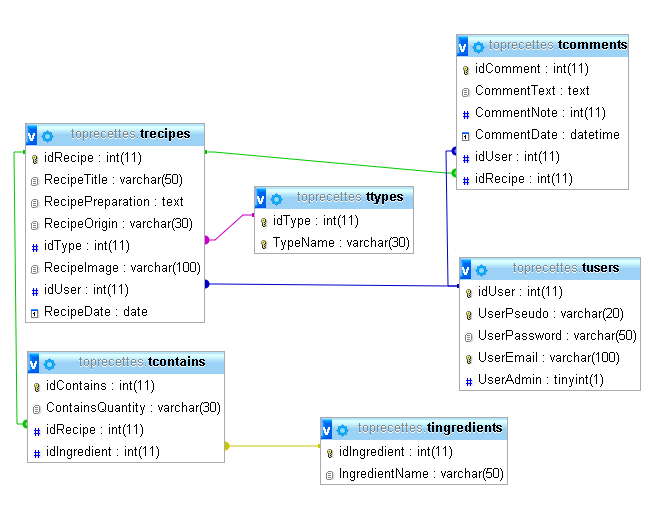 toprecettes tcomments
idComment : int(11)
CommentText : text
CommentNote : int(11)
CommentDate : datetime
idUser : int(11)
idRecipe : int(11)
toprecettes trecipes
idRecipe : int(11)
RecipeTitle : varchar(50)
RecipePreparation : text
RecipeOrigin : varchar(30)
idType : int(11)
RecipeImage : varchar(100)
idUser : int(11)
RecipeDate : date
toprecettes ttypes
idType : int(11)
TypeName : varchar(30)
toprecettes tusers
idUser : int(11)
UserPseudo : varchar(20)
UserPassword : varchar(50)
UserEmail : varchar(100)
UserAdmin : tinyint(1)
toprecettes tcontains
idContains : int(11)
ContainsQuantity : varchar(30)
idRecipe : int(11)
idIngredient : int(11)
toprecettes tingredients
idIngredient : int(11)
IngredientName : varchar(50)